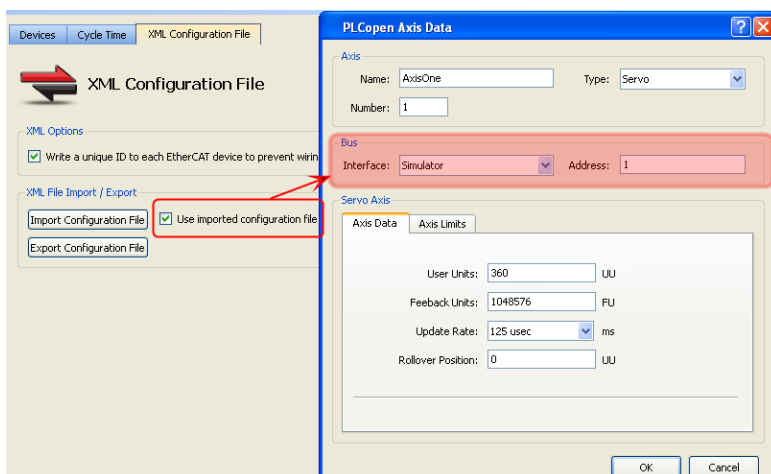 Devices
Cycle Time
XML Configuration File
XML Configuration File
XML Options
Write a unique ID to each EtherCAT device to prevent wirin
XML File Import / Export
Import Configuration File
Use imported configuration file
Export Configuration File
PLCopen Axis Data
Axis
Name: AxisOne
Type: Servo
Number: 1
Bus
Interface: Simulator
Address: 1
Servo Axis
Axis Data
Axis Limits
User Units: 360 UU
Feeback Units: 1048576 FU
Update Rate: 125 usec ms
Rollover Position: 0 UU
OK
Cancel